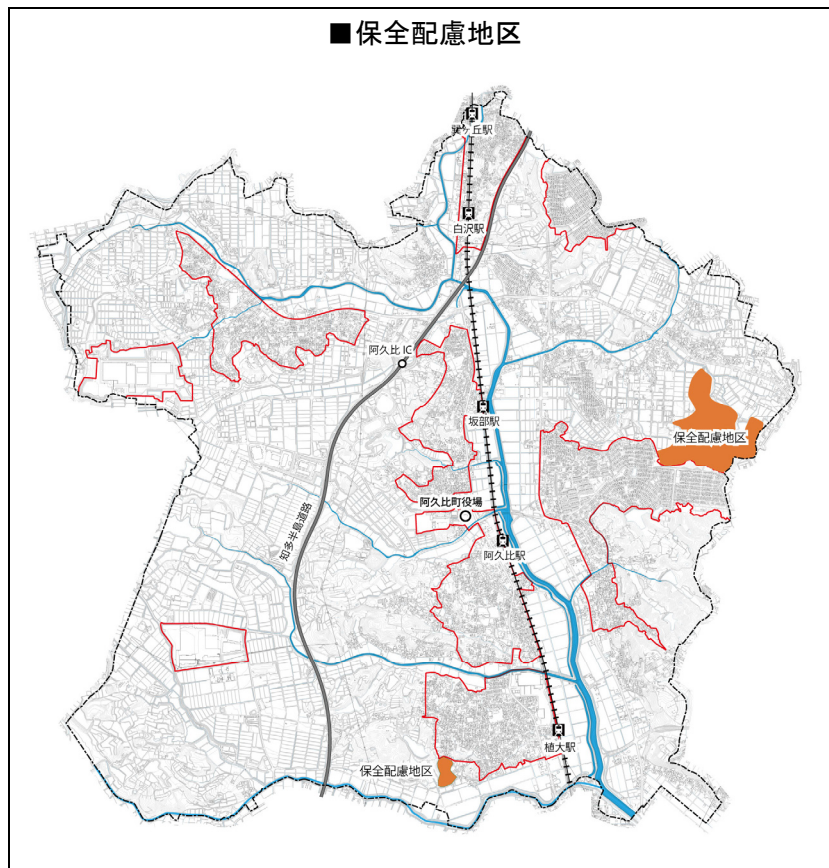 ■保全配慮地区
巽ヶ丘駅
白沢駅
阿久比 IC
坂部駅
保全配慮地区
阿久比町役場
知多半島道路
阿久比駅
植大駅
保全配慮地区